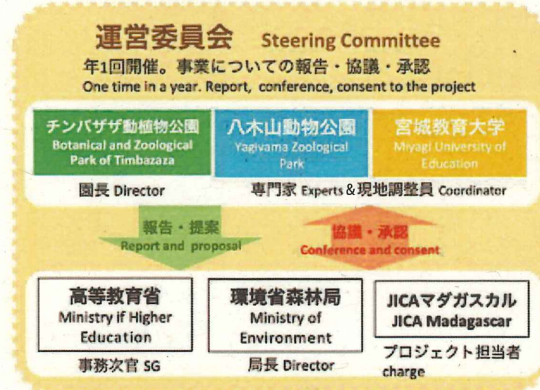 運営委員会 Steering Committee
年1回開催。事業についての報告・協議・承認
One time in a year. Report, conference, consent to the project
チンバザザ動植物公園
Botanical and Zoological
Park of Timbazaza
八木山動物公園
Yagiyama Zoological
Park
宮城教育大学
Miyagi University of
Education
園長 Director
専門家 Experts&現地調整員 Coordinator
報告・提案
Report and proposal
協議・承認
Conference and consent
高等教育省
Ministry if Higher
Education
環境省森林局
Ministry of
Environment
JICAマダガスカル
JICA Madagascar
事務次官 SG
局長 Director
プロジェクト担当者
charge